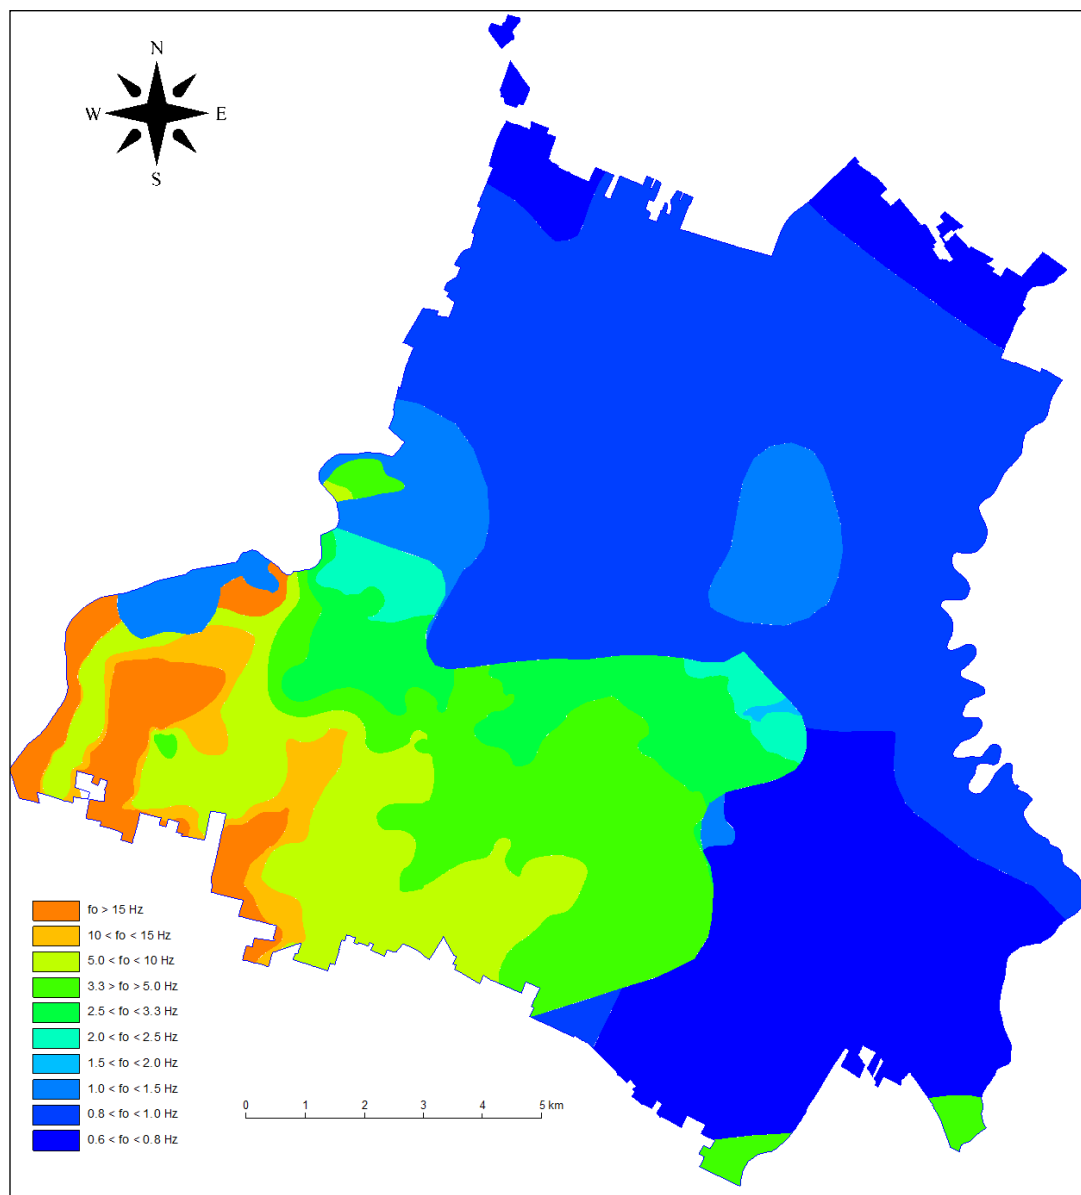 N
W E
S
fo > 15 Hz
10 < fo < 15 Hz
5.0 < fo < 10 Hz
3.3 > fo > 5.0 Hz
2.5 < fo < 3.3 Hz
2.0 < fo < 2.5 Hz
1.5 < fo < 2.0 Hz
1.0 < fo < 1.5 Hz
0.8 < fo < 1.0 Hz
0.6 < fo < 0.8 Hz
0 1 2 3 4 5 km